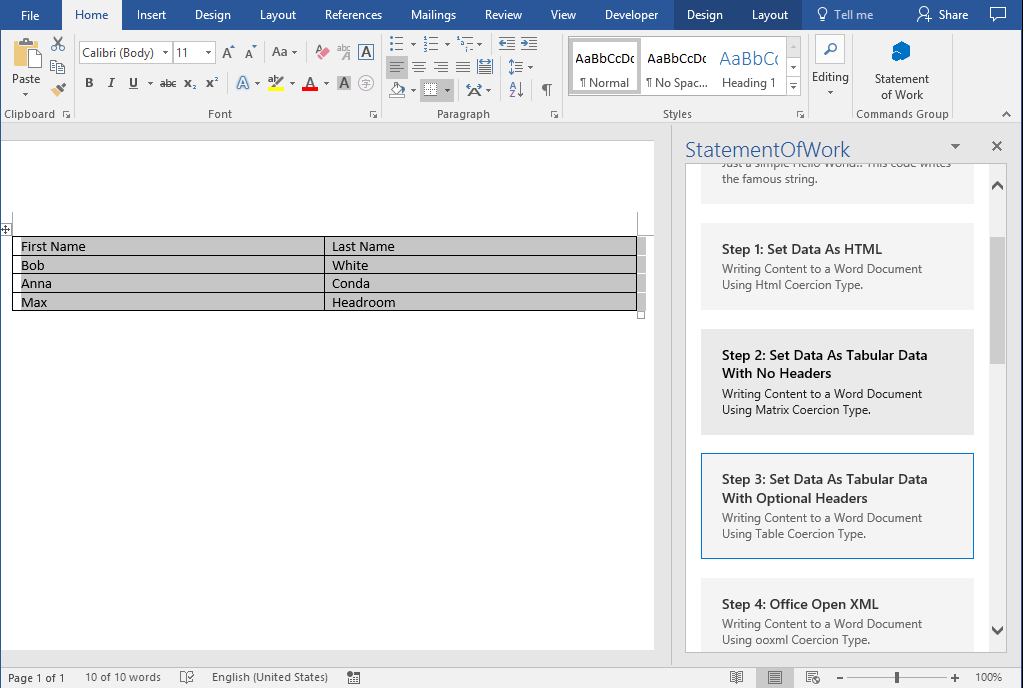 File Home Insert Design Layout References Mailings Review View Developer Design Layout Tell me Share
Calibri (Body) 11 Aa A
Paste B I U abc X₂ X² A aby A A 字
AaBbCcDc AaBbCcDc AaBbCc
¶ Normal ¶ No Spac... Heading 1
Editing
Statement
of Work
Clipboard Font Paragraph Styles Commands Group
StatementOfWork
Just a simple Hello World!! This code writes
the famous string.
First Name Last Name
Bob White
Anna Conda
Max Headroom
Step 1: Set Data As HTML
Writing Content to a Word Document
Using Html Coercion Type.
Step 2: Set Data As Tabular Data
With No Headers
Writing Content to a Word Document
Using Matrix Coercion Type.
Step 3: Set Data As Tabular Data
With Optional Headers
Writing Content to a Word Document
Using Table Coercion Type.
Step 4: Office Open XML
Writing Content to a Word Document
Using ooxml Coercion Type.
Page 1 of 1 10 of 10 words English (United States) 100%